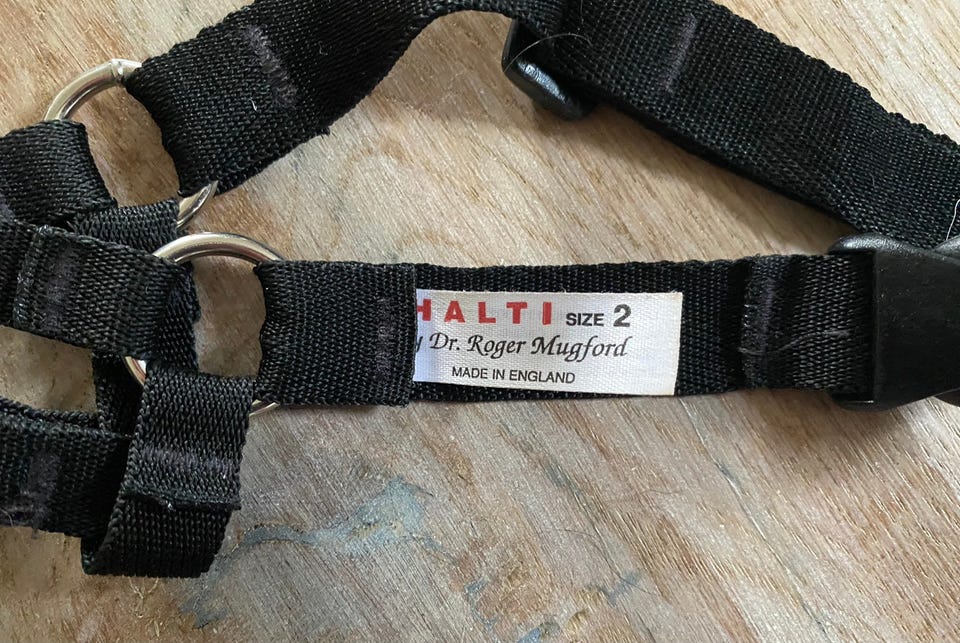 HALTI SIZE 2
Dr. Roger Mugford
MADE IN ENGLAND